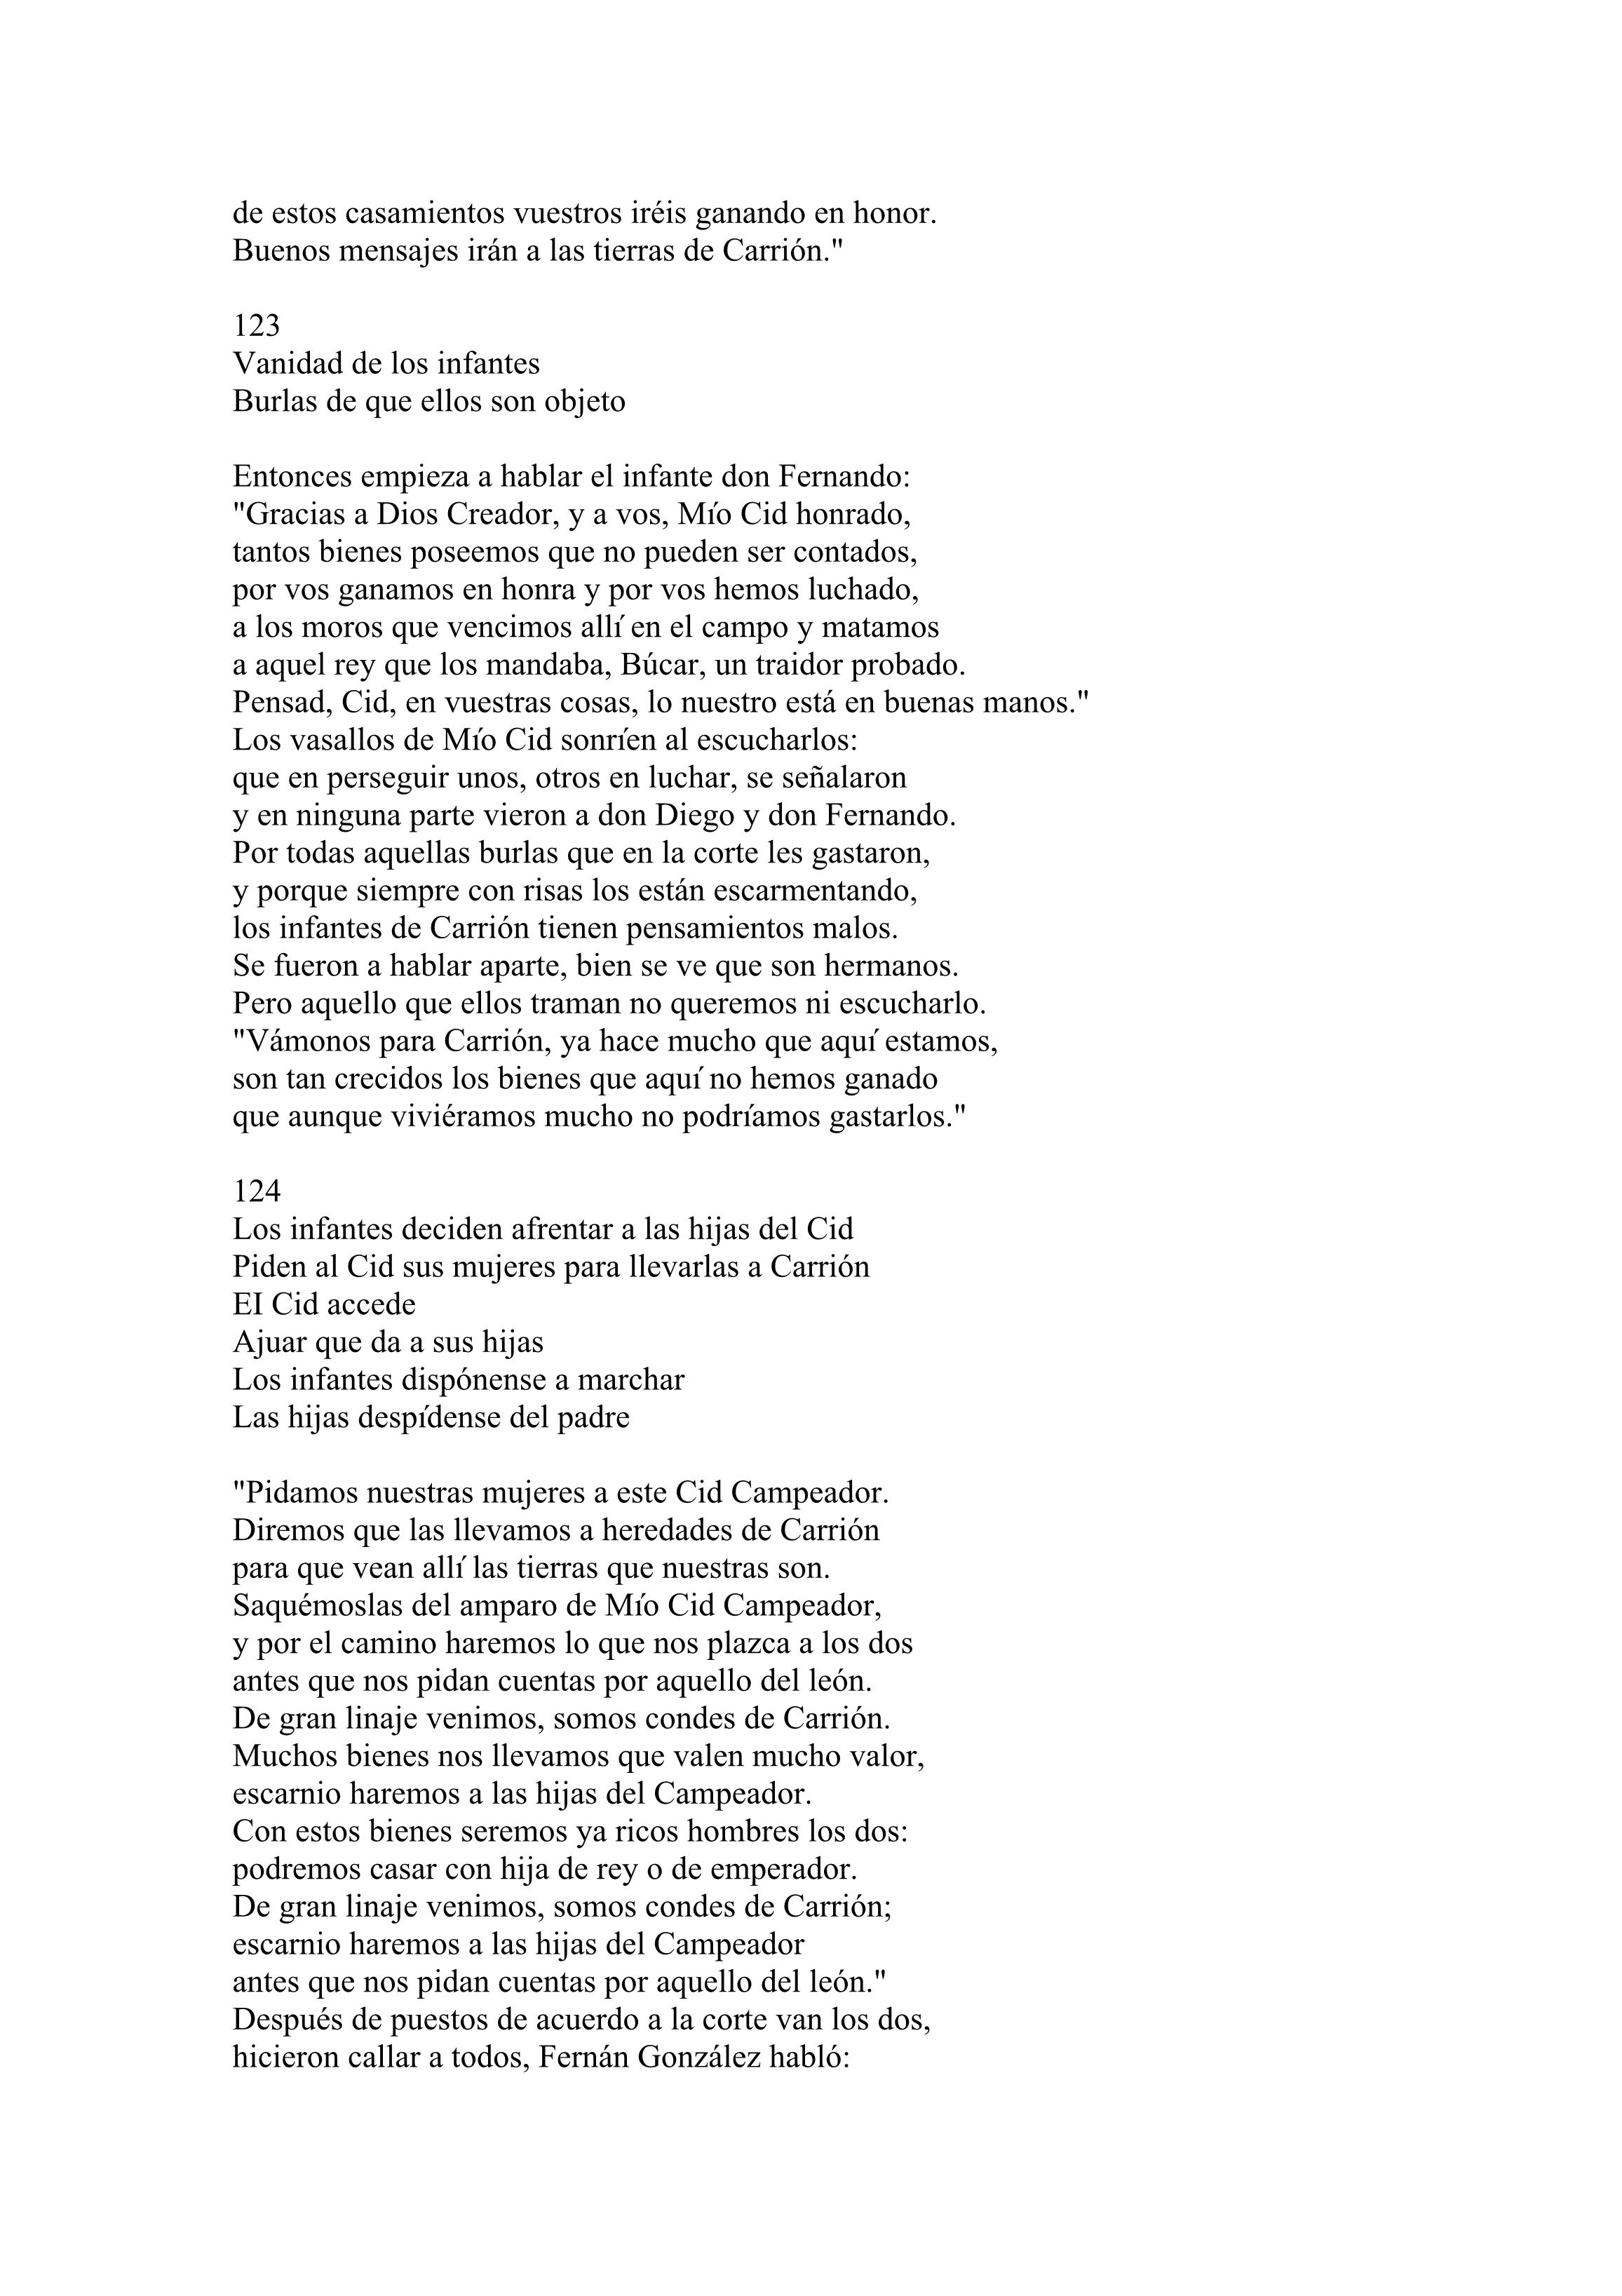 de estos casamientos vuestros iréis ganando en honor.
Buenos mensajes irán a las tierras de Carrión."
123
Vanidad de los infantes
Burlas de que ellos son objeto
Entonces empieza a hablar el infante don Fernando:
"Gracias a Dios Creador, y a vos, Mío Cid honrado,
tantos bienes poseemos que no pueden ser contados,
por vos ganamos en honra y por vos hemos luchado,
a los moros que vencimos allí en el campo y matamos
a aquel rey que los mandaba, Búcar, un traidor probado.
Pensad, Cid, en vuestras cosas, lo nuestro está en buenas manos."
Los vasallos de Mío Cid sonríen al escucharlos:
que en perseguir unos, otros en luchar, se señalaron
y en ninguna parte vieron a don Diego y don Fernando.
Por todas aquellas burlas que en la corte les gastaron,
y porque siempre con risas los están escarmentando,
los infantes de Carrión tienen pensamientos malos.
Se fueron a hablar aparte, bien se ve que son hermanos.
Pero aquello que ellos traman no queremos ni escucharlo.
"Vámonos para Carrión, ya hace mucho que aquí estamos,
son tan crecidos los bienes que aquí no hemos ganado
que aunque viviéramos mucho no podríamos gastarlos."
124
Los infantes deciden afrentar a las hijas del Cid
Piden al Cid sus mujeres para llevarlas a Carrión
EI Cid accede
Ajuar que da a sus hijas
Los infantes dispónense a marchar
Las hijas despídense del padre
"Pidamos nuestras mujeres a este Cid Campeador.
Diremos que las llevamos a heredades de Carrión
para que vean allí las tierras que nuestras son.
Saquémoslas del amparo de Mío Cid Campeador,
y por el camino haremos lo que nos plazca a los dos
antes que nos pidan cuentas por aquello del león.
De gran linaje venimos, somos condes de Carrión.
Muchos bienes nos llevamos que valen mucho valor,
escarnio haremos a las hijas del Campeador.
Con estos bienes seremos ya ricos hombres los dos:
podremos casar con hija de rey o de emperador.
De gran linaje venimos, somos condes de Carrión;
escarnio haremos a las hijas del Campeador
antes que nos pidan cuentas por aquello del león."
Después de puestos de acuerdo a la corte van los dos,
hicieron callar a todos, Fernán González habló: